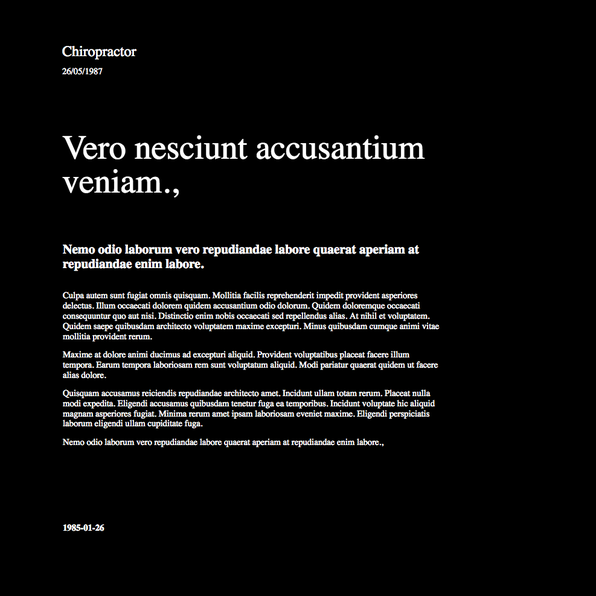 Chiropractor
26/05/1987
Vero nesciunt accusantium
veniam.,
Nemo odio laborum vero repudiandae labore quaerat aperiam at
repudiandae enim labore.
Culpa autem sunt fugiat omnis quisquam. Mollitia facilis reprehenderit impedit provident asperiores
delectus. Illum occaecati dolorem quidem accusantium odio dolorum. Quidem doloremque occaecati
consequuntur quo aut nisi. Distinctio enim nobis occaecati sed repellendus alias. At nihil et voluptatem.
Quidem saepe quibusdam architecto voluptatem maxime excepturi. Minus quibusdam cumque animi vitae
mollitia provident rerum.
Maxime at dolore animi ducimus ad excepturi aliquid. Provident voluptatibus placeat facere illum
tempora. Earum tempora laboriosam rem sunt voluptatum aliquid. Modi pariatur quaerat quidem ut facere
alias dolore.
Quisquam accusamus reiciendis repudiandae architecto amet. Incidunt ullam totam rerum. Placeat nulla
modi expedita. Eligendi accusamus quibusdam tenetur fuga ea temporibus. Incidunt voluptate hic aliquid
magnam asperiores fugiat. Minima rerum amet ipsam laboriosam eveniet maxime. Eligendi perspiciatis
laborum eligendi ullam cupiditate fuga.
Nemo odio laborum vero repudiandae labore quaerat aperiam at repudiandae enim labore.,
1985-01-26